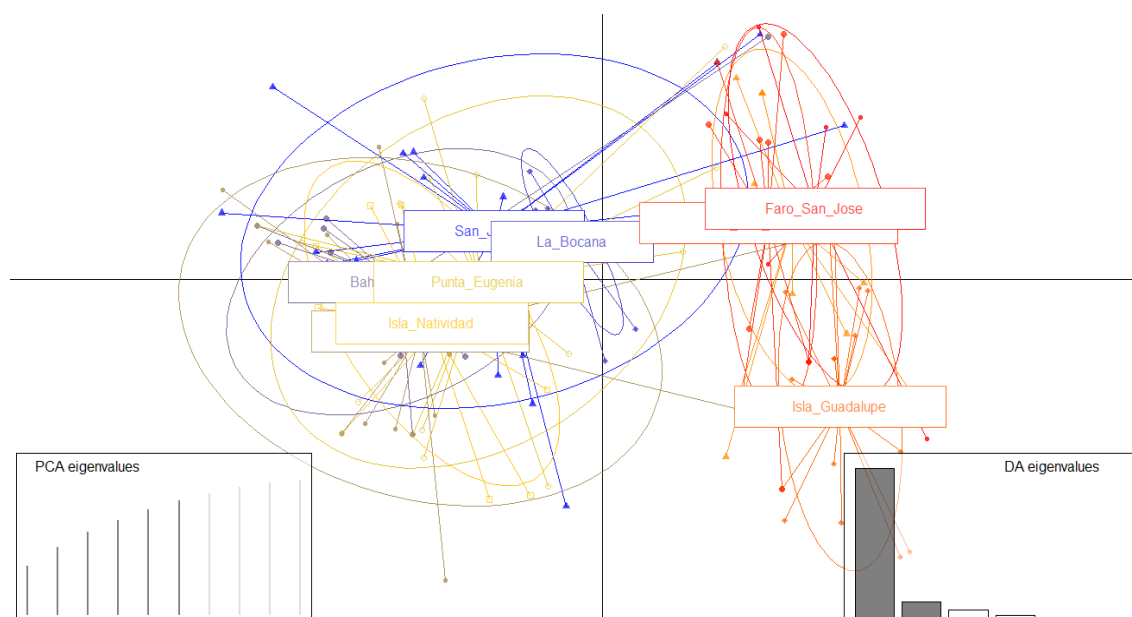 Faro_San_Jose
San_J
La_Bocana
Bah
Punta_Eugenia
Isla_Natividad
Isla_Guadalupe
PCA eigenvalues
DA eigenvalues